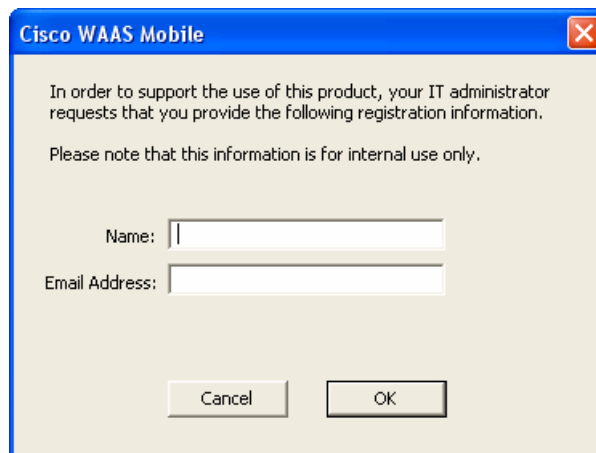 Cisco WAAS Mobile
In order to support the use of this product, your IT administrator
requests that you provide the following registration information.
Please note that this information is for internal use only.
Name:
Email Address:
Cancel
OK